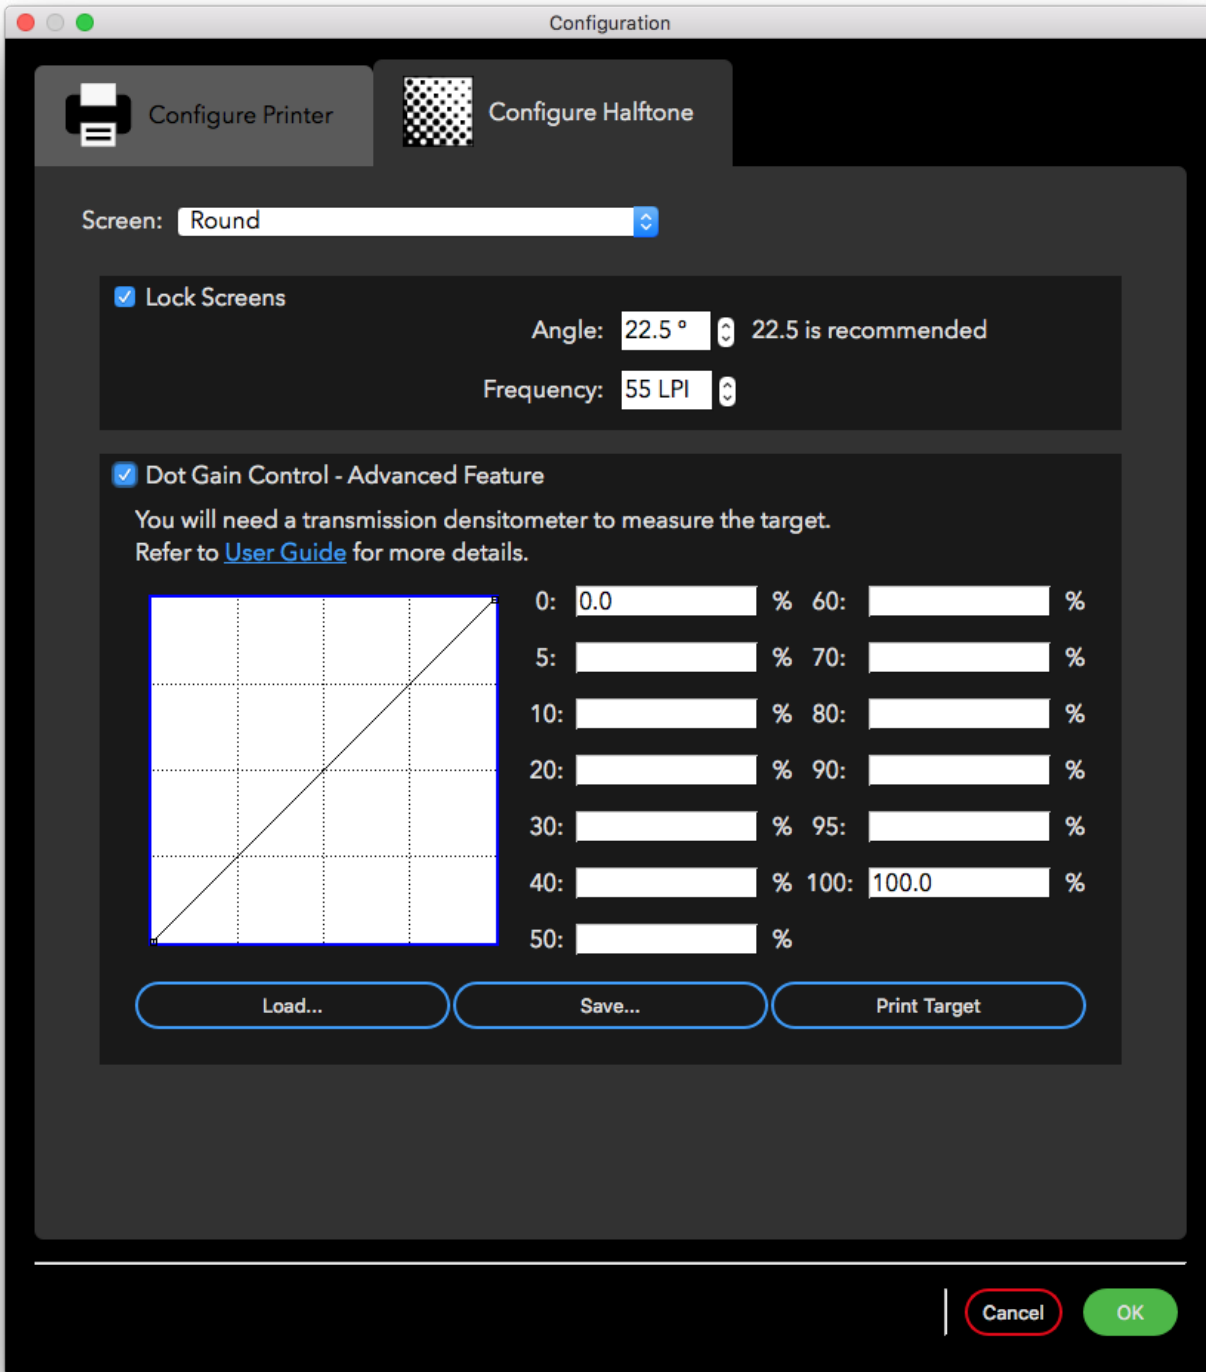 Configuration
Configure Printer
Configure Halftone
Screen: Round
Lock Screens
Angle: 22.5 º 22.5 is recommended
Frequency: 55 LPI
Dot Gain Control - Advanced Feature
You will need a transmission densitometer to measure the target.
Refer to User Guide for more details.
0: 0.0 % 60: %
5: % 70: %
10: % 80: %
20: % 90: %
30: % 95: %
40: % 100: 100.0 %
50: %
Load... Save... Print Target
Cancel OK